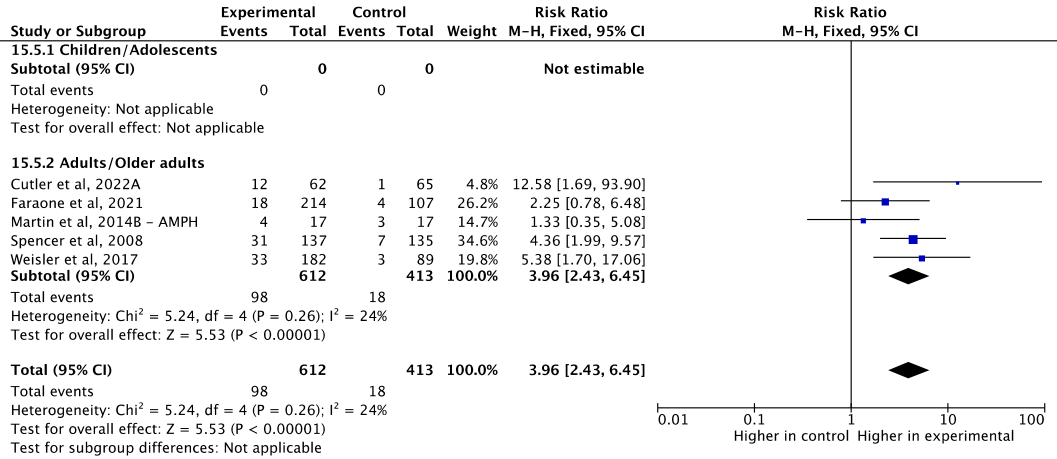 Experimental Control Risk Ratio Risk Ratio
Study or Subgroup Events Total Events Total Weight M-H, Fixed, 95% CI M-H, Fixed, 95% CI
15.5.1 Children/Adolescents
Subtotal (95% CI) 0 0 Not estimable
Total events 0 0
Heterogeneity: Not applicable
Test for overall effect: Not applicable
15.5.2 Adults/Older adults
Cutler et al, 2022A 12 62 1 65 4.8% 12.58 [1.69, 93.90]
Faraone et al, 2021 18 214 4 107 26.2% 2.25 [0.78, 6.48]
Martin et al, 2014B - AMPH 4 17 3 17 14.7% 1.33 [0.35, 5.08]
Spencer et al, 2008 31 137 7 135 34.6% 4.36 [1.99, 9.57]
Weisler et al, 2017 33 182 3 89 19.8% 5.38 [1.70, 17.06]
Subtotal (95% CI) 612 413 100.0% 3.96 [2.43, 6.45]
Total events 98 18
Heterogeneity: Chi² = 5.24, df = 4 (P = 0.26); I² = 24%
Test for overall effect: Z = 5.53 (P < 0.00001)
Total (95% CI) 612 413 100.0% 3.96 [2.43, 6.45]
Total events 98 18
Heterogeneity: Chi² = 5.24, df = 4 (P = 0.26); I² = 24%
Test for overall effect: Z = 5.53 (P < 0.00001)
Test for subgroup differences: Not applicable
0.01 0.1 1 10 100
Higher in control Higher in experimental